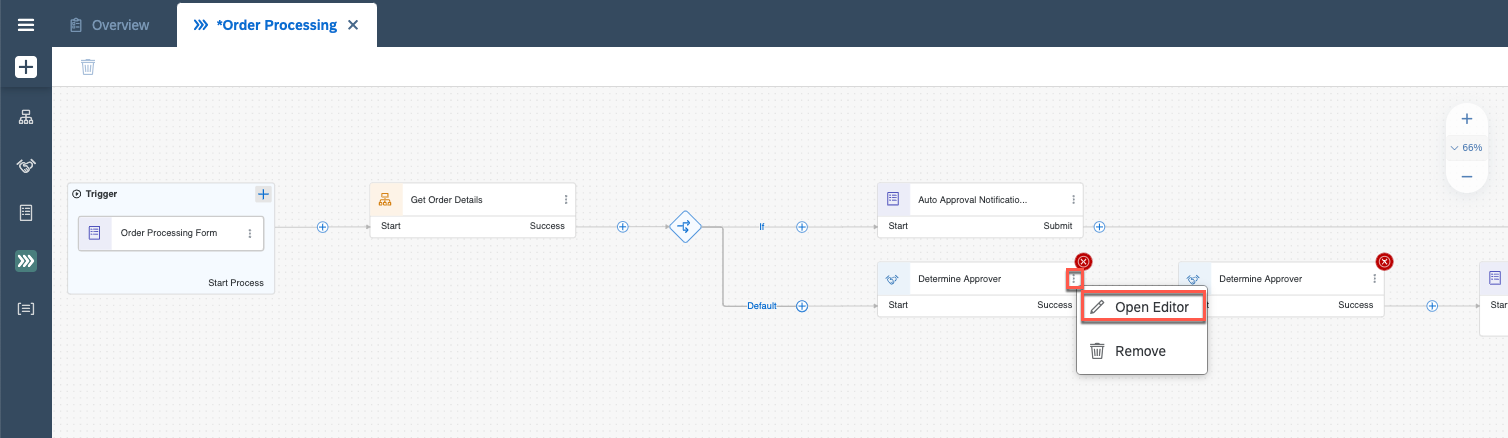 Overview
*Order Processing
66%
Trigger
Order Processing Form
Start Process
Get Order Details
Start
Success
If
Default
Auto Approval Notificatio...
Start
Submit
Determine Approver
Start
Success
Open Editor
Remove
Determine Approver
Success